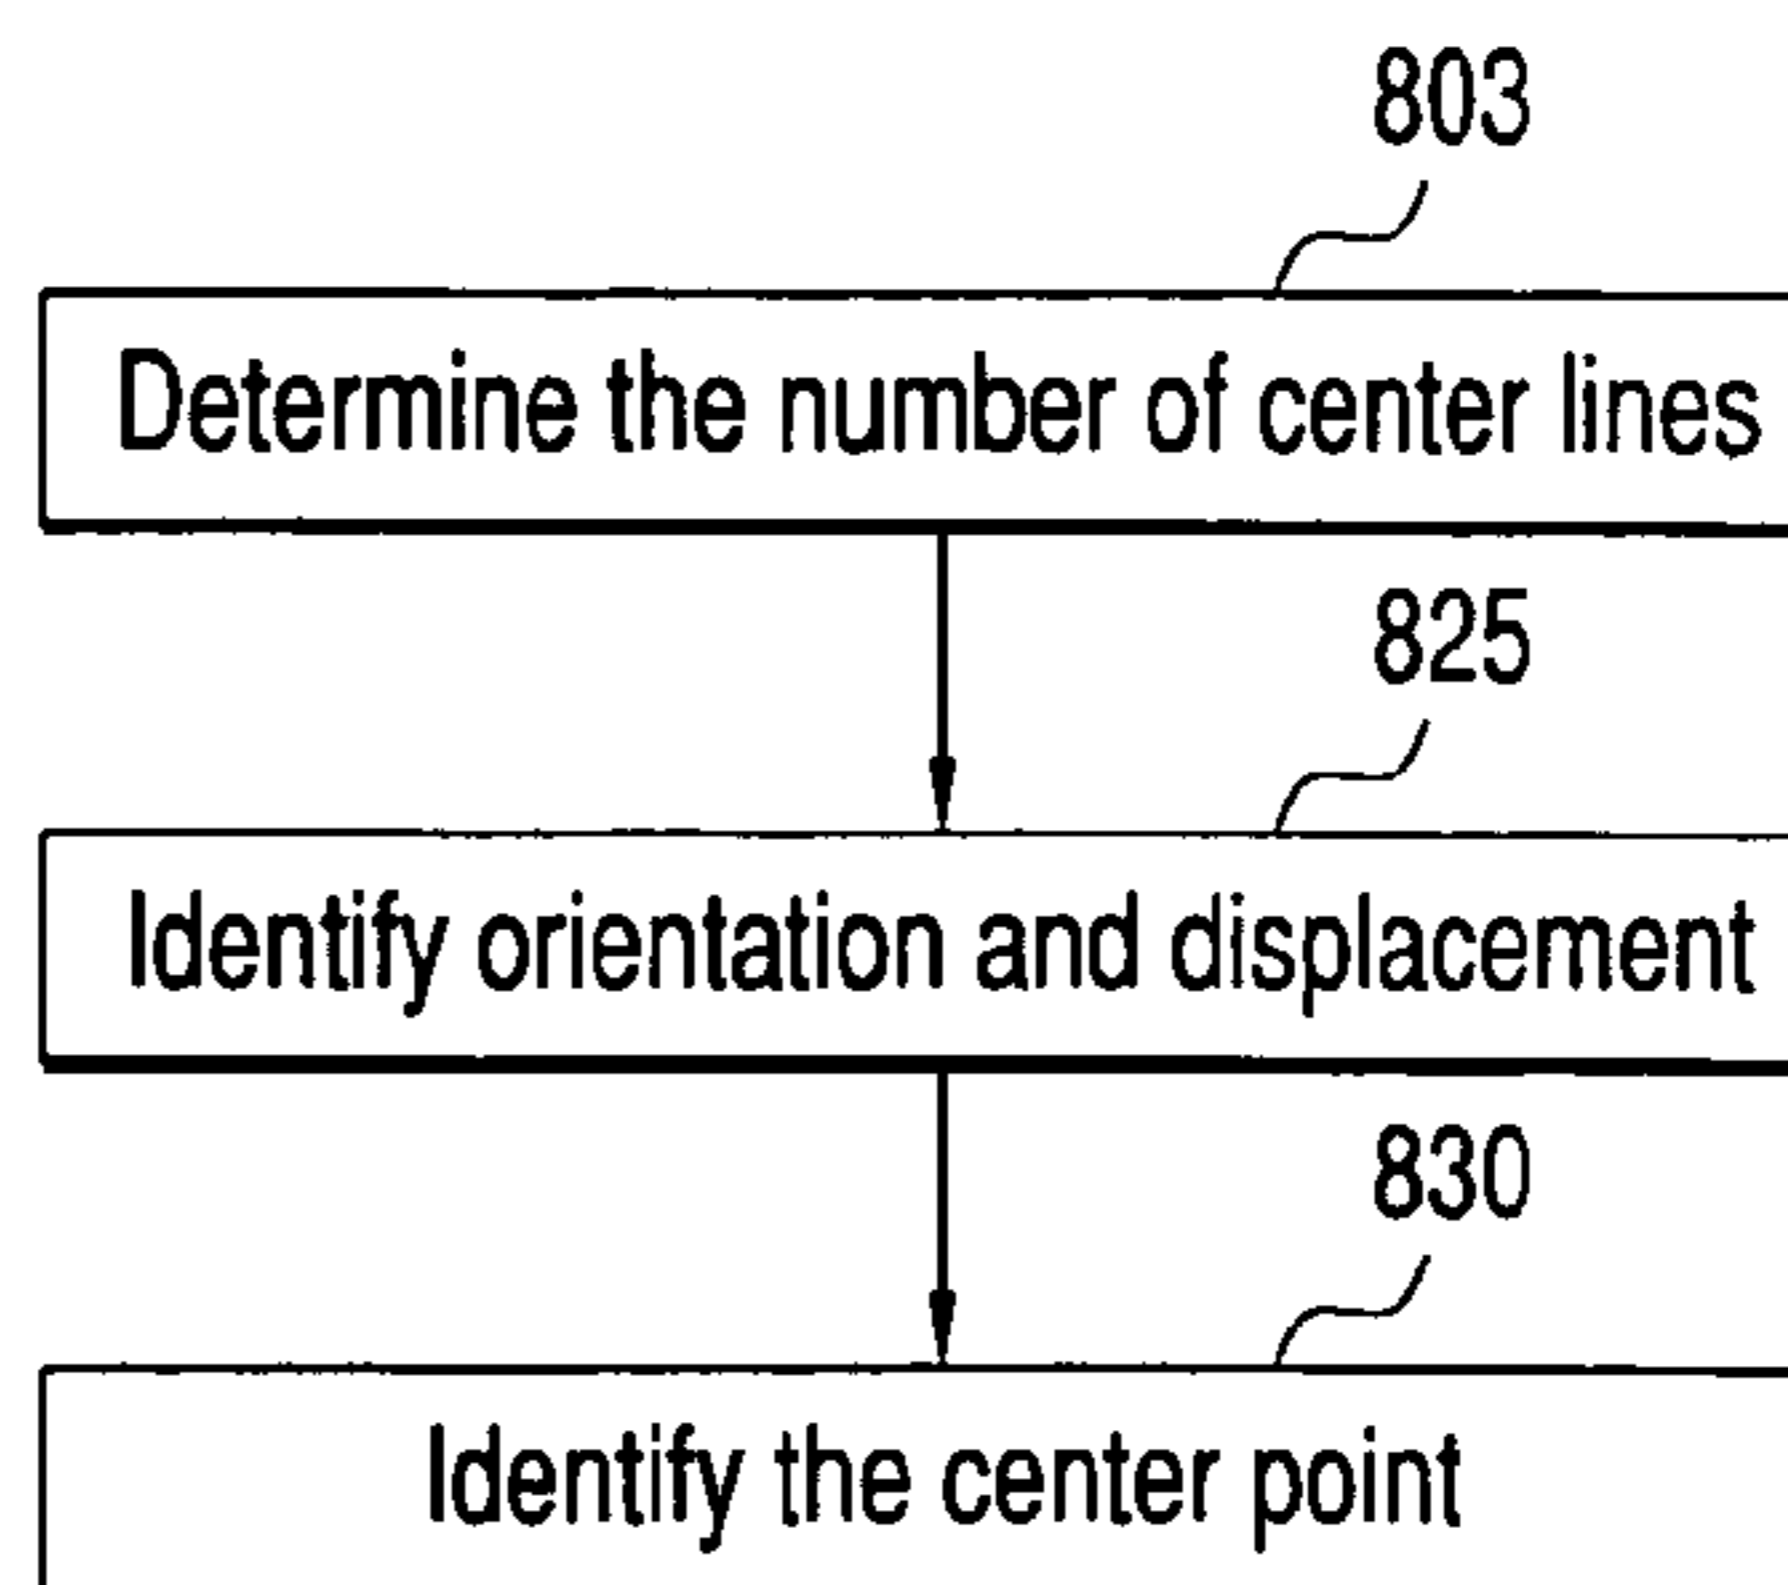 803
Determine the number of center lines
825
Identify orientation and displacement
830
Identify the center point